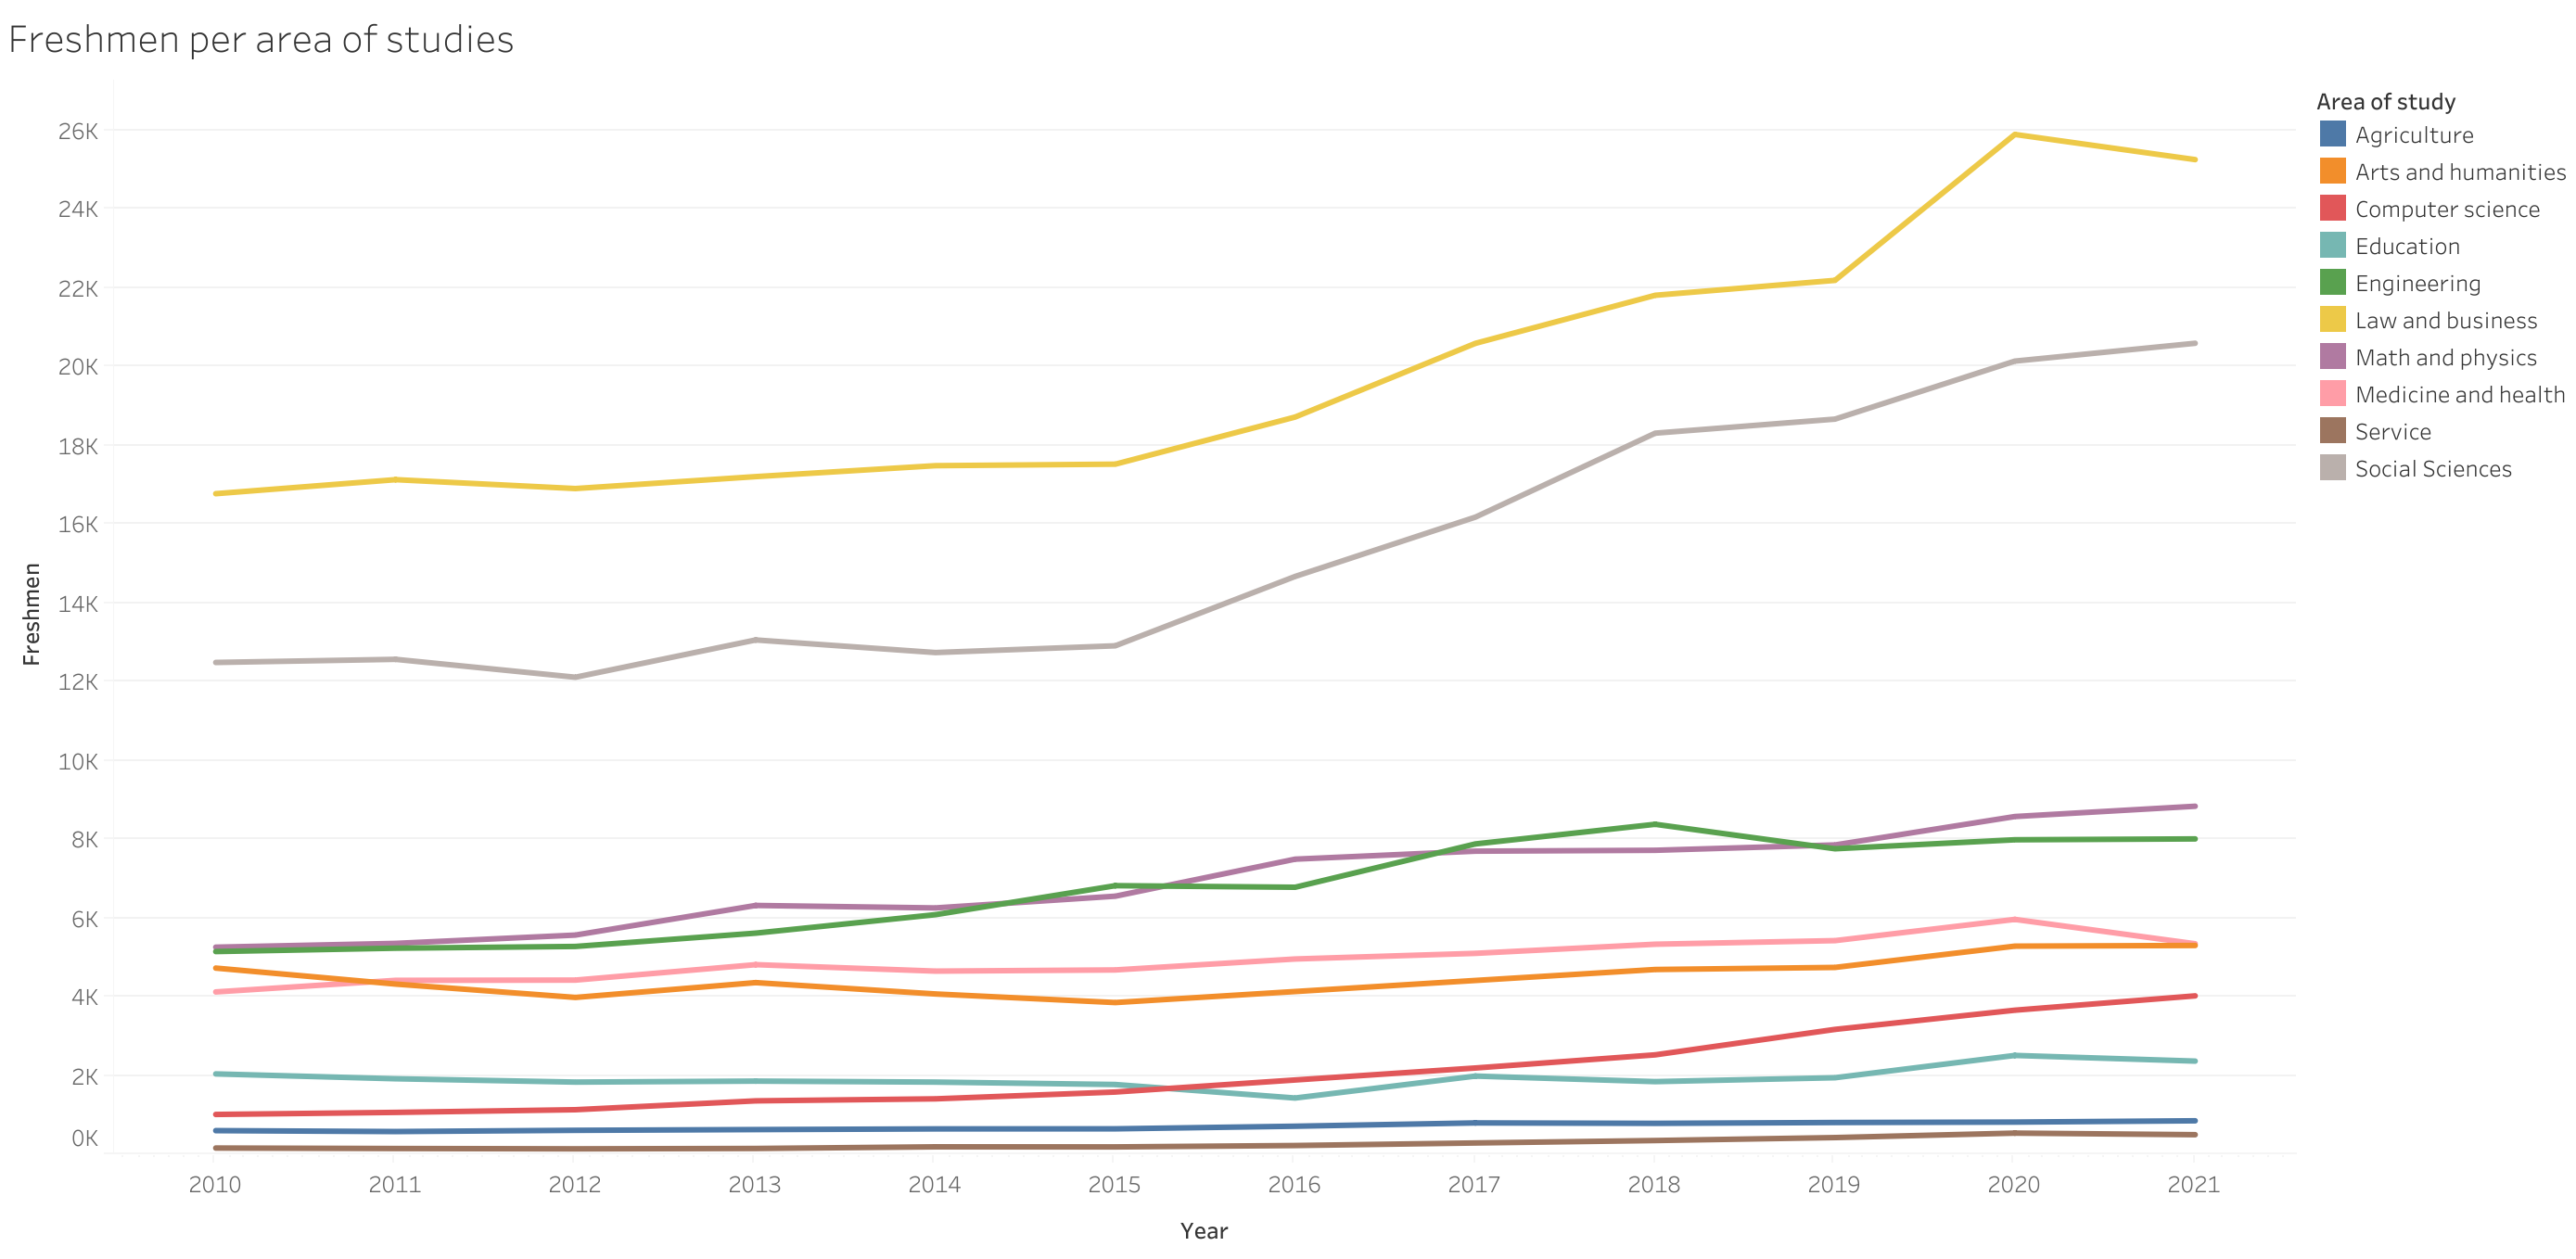 Freshmen per area of studies
Area of study
Agriculture
Arts and humanities
Computer science
Education
Engineering
Law and business
Math and physics
Medicine and health
Service
Social Sciences
26K
24K
22K
20K
18K
16K
14K
12K
10K
8K
6K
4K
2K
0K
Freshmen
2010 2011 2012 2013 2014 2015 2016 2017 2018 2019 2020 2021
Year